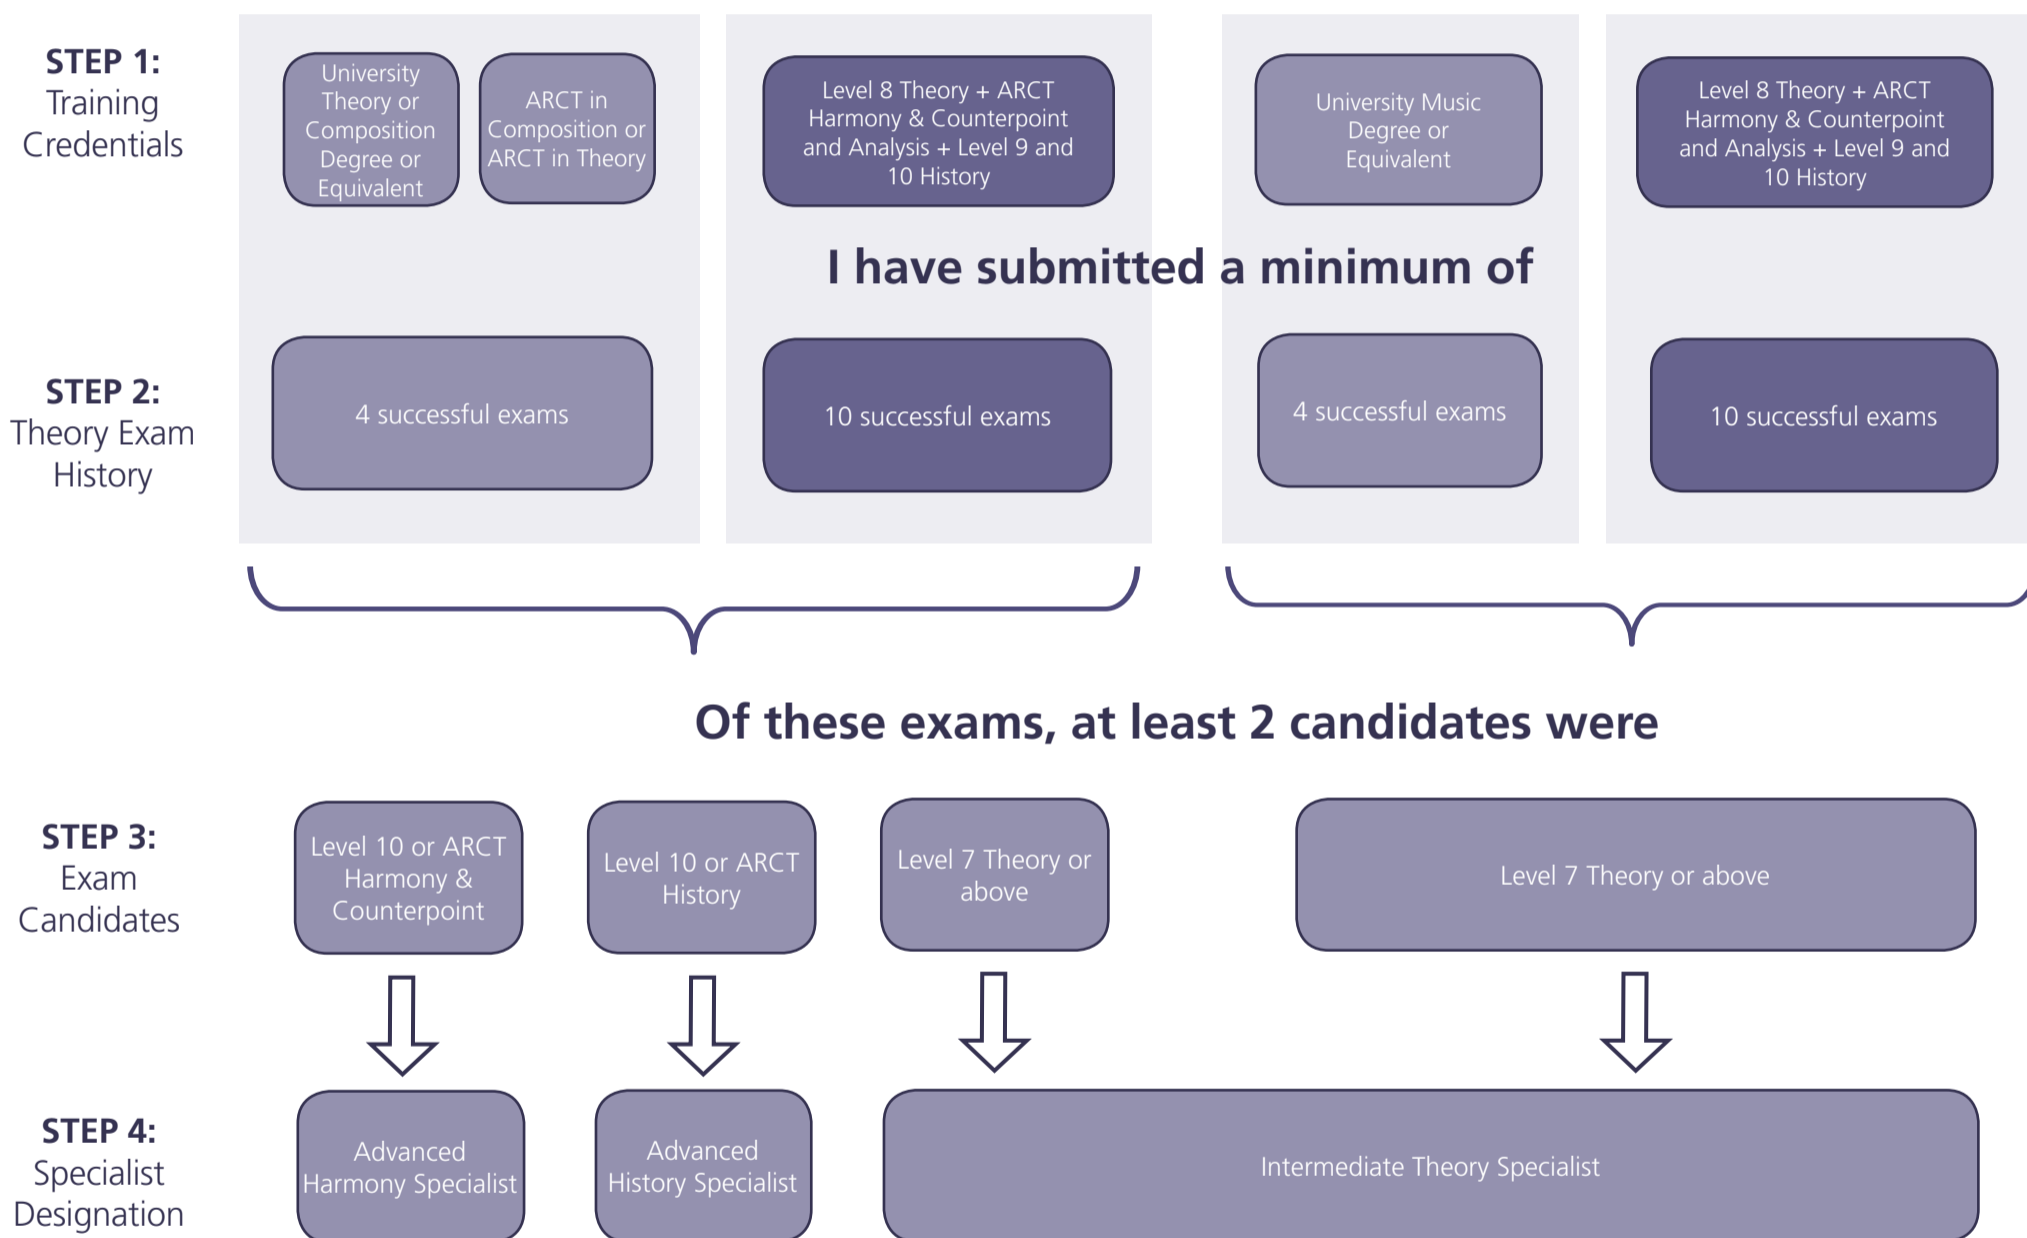 STEP 1:
Training
Credentials
University
Theory or
Composition
Degree or
Equivalent
ARCT in
Composition or
ARCT in Theory
Level 8 Theory + ARCT
Harmony & Counterpoint
and Analysis + Level 9 and
10 History
University Music
Degree or
Equivalent
Level 8 Theory + ARCT
Harmony & Counterpoint
and Analysis + Level 9 and
10 History
I have submitted a minimum of
STEP 2:
Theory Exam
History
4 successful exams
10 successful exams
4 successful exams
10 successful exams
Of these exams, at least 2 candidates were
STEP 3:
Exam
Candidates
Level 10 or ARCT
Harmony &
Counterpoint
Level 10 or ARCT
History
Level 7 Theory or
above
Level 7 Theory or above
STEP 4:
Specialist
Designation
Advanced
Harmony Specialist
Advanced
History Specialist
Intermediate Theory Specialist